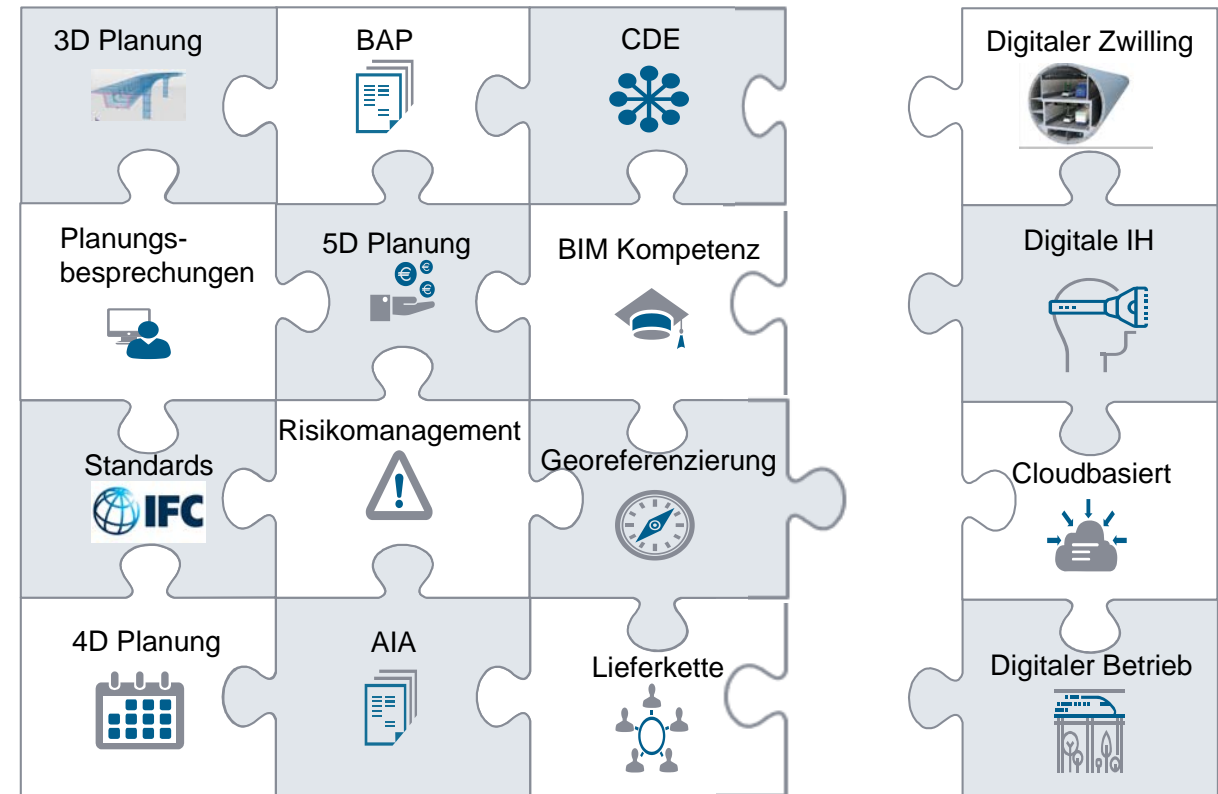 3D Planung
BAP
CDE
Digitaler Zwilling
Planungs-
besprechungen
5D Planung
BIM Kompetenz
Digitale IH
Standards
IFC
Risikomanagement
Georeferenzierung
Cloudbasiert
4D Planung
AIA
Lieferkette
Digitaler Betrieb